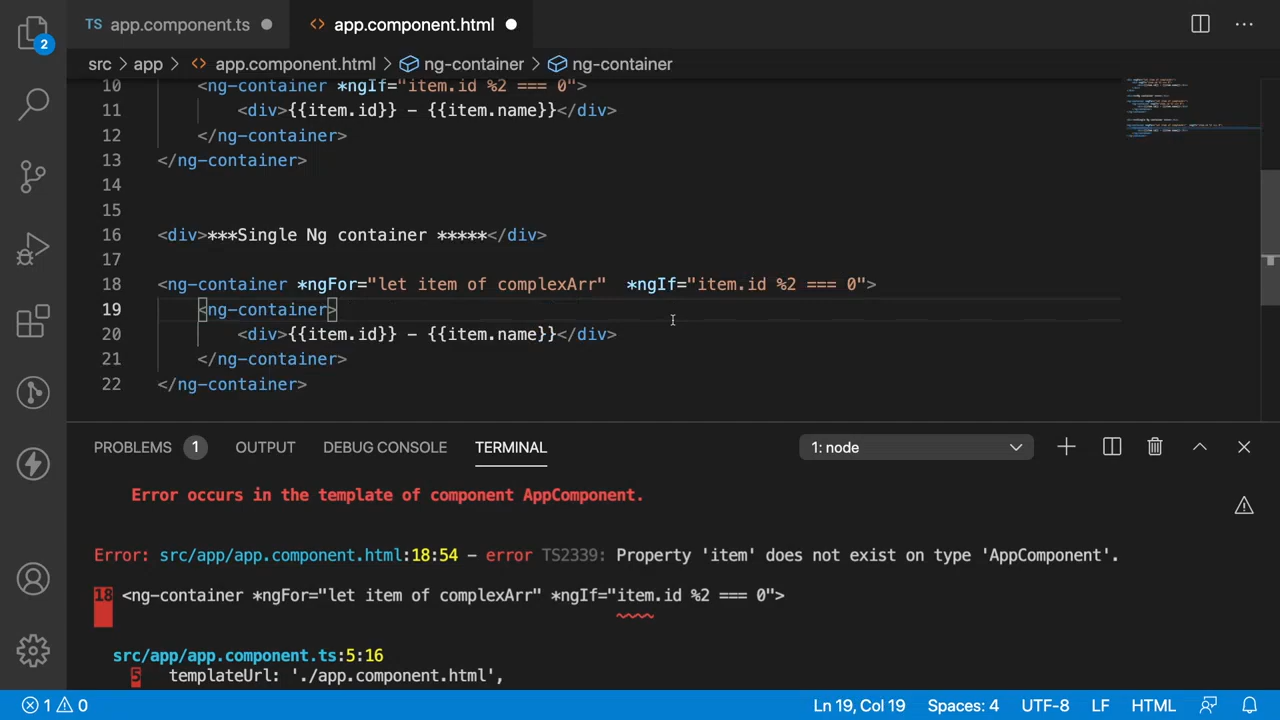 TS app.component.ts
<> app.component.html
2
src > app > <> app.component.html > ng-container > ng-container
10 <ng-container *ngIf="item.id %2 === 0">
11 <div>{{item.id}} - {{item.name}}</div>
12 </ng-container>
13 </ng-container>
14
15
16 <div>***Single Ng container *****</div>
17
18 <ng-container *ngFor="let item of complexArr"  *ngIf="item.id %2 === 0">
19 <ng-container>
20 <div>{{item.id}} - {{item.name}}</div>
21 </ng-container>
22 </ng-container>
PROBLEMS 1 OUTPUT DEBUG CONSOLE TERMINAL 1: node
Error occurs in the template of component AppComponent.
Error: src/app/app.component.html:18:54 - error TS2339: Property 'item' does not exist on type 'AppComponent'.
18 <ng-container *ngFor="let item of complexArr" *ngIf="item.id %2 === 0">
src/app/app.component.ts:5:16
5 templateUrl: './app.component.html',
1 0 Ln 19, Col 19 Spaces: 4 UTF-8 LF HTML